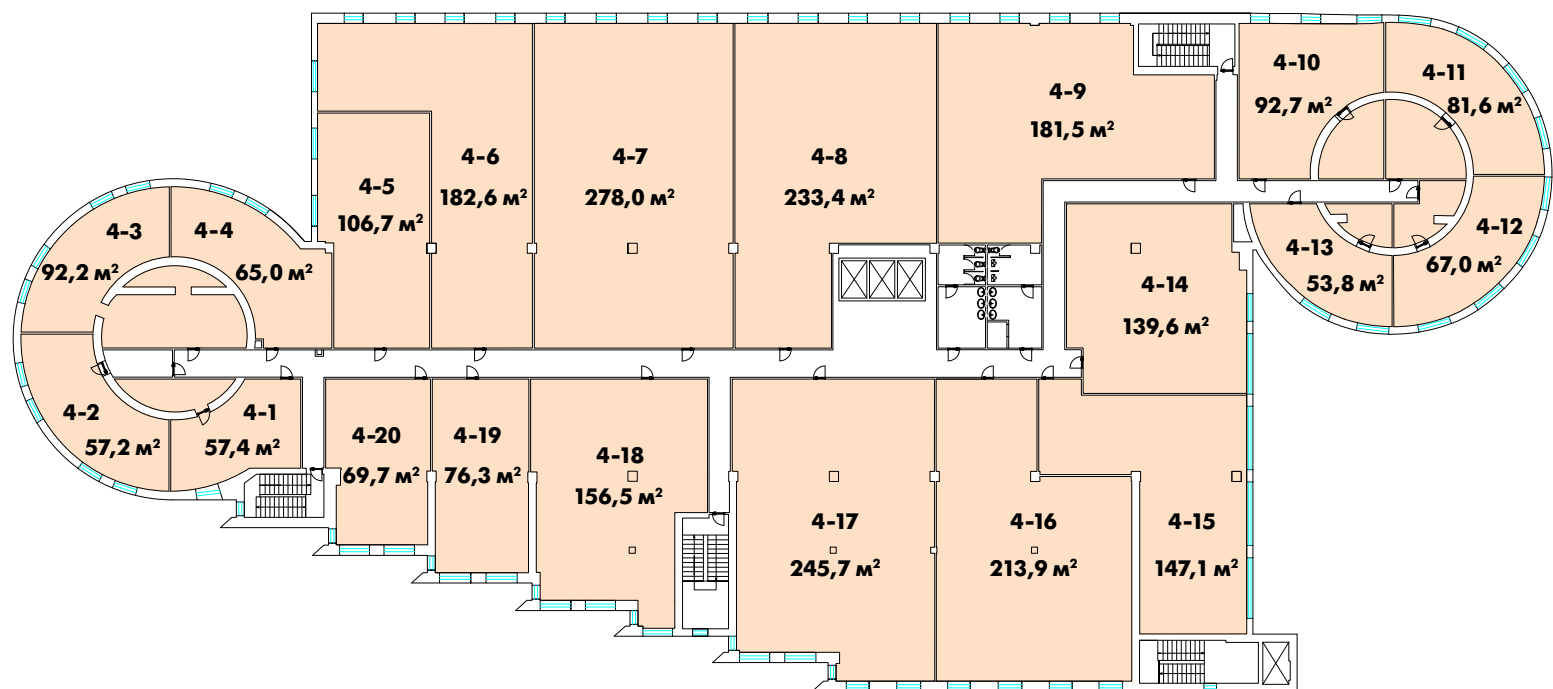 4-10
92,7 м²
4-11
81,6 м²
4-9
181,5 м²
4-6
182,6 м²
4-7
278,0 м²
4-8
233,4 м²
4-5
106,7 м²
4-3
92,2 м²
4-4
65,0 м²
4-12
67,0 м²
4-13
53,8 м²
4-14
139,6 м²
4-2
57,2 м²
4-1
57,4 м²
4-20
69,7 м²
4-19
76,3 м²
4-18
156,5 м²
4-17
245,7 м²
4-16
213,9 м²
4-15
147,1 м²